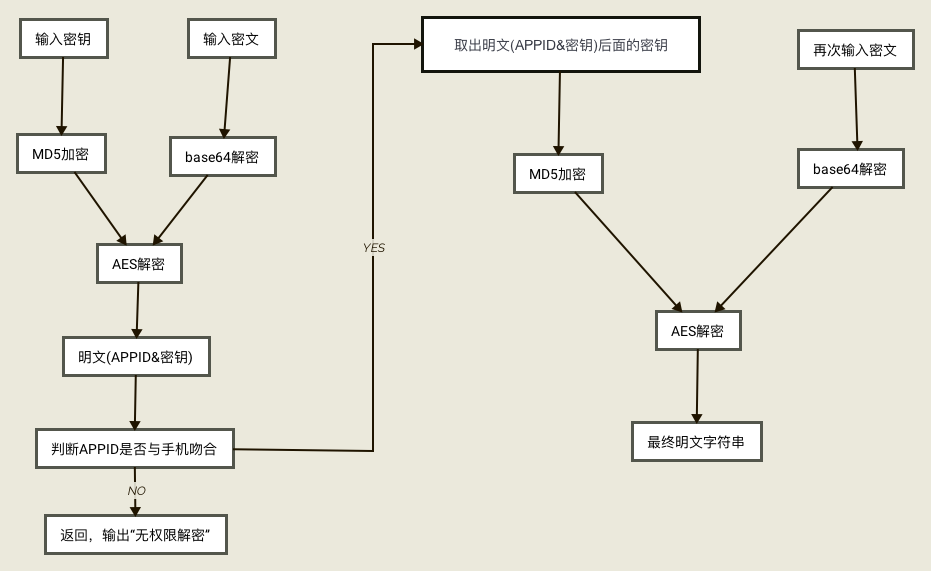 输入密钥
输入密文
MD5加密
base64解密
AES解密
明文(APPID&密钥)
判断APPID是否与手机吻合
NO
返回，输出“无权限解密”
YES
取出明文(APPID&密钥)后面的密钥
再次输入密文
MD5加密
base64解密
AES解密
最终明文字符串